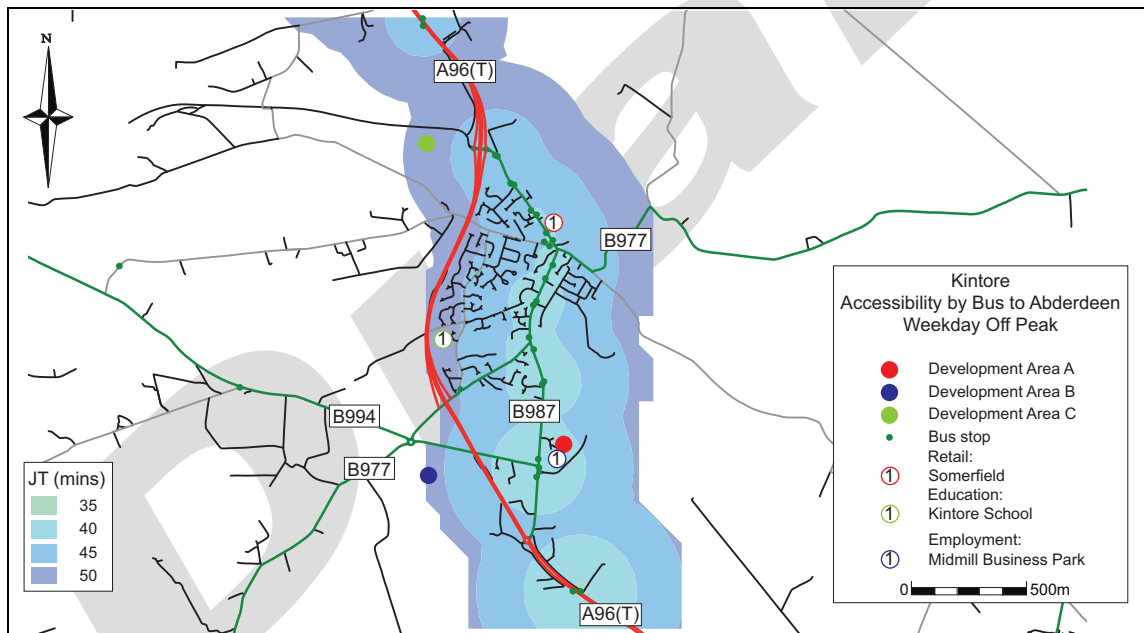 N
A96(T)
1
B977
1
B994
B987
1
B977
A96(T)
JT (mins)
35
40
45
50
Kintore
Accessibility by Bus to Abderdeen
Weekday Off Peak
Development Area A
Development Area B
Development Area C
Bus stop
Retail:
1 Somerfield
Education:
1 Kintore School
Employment:
1 Midmill Business Park
0 500m
Draft